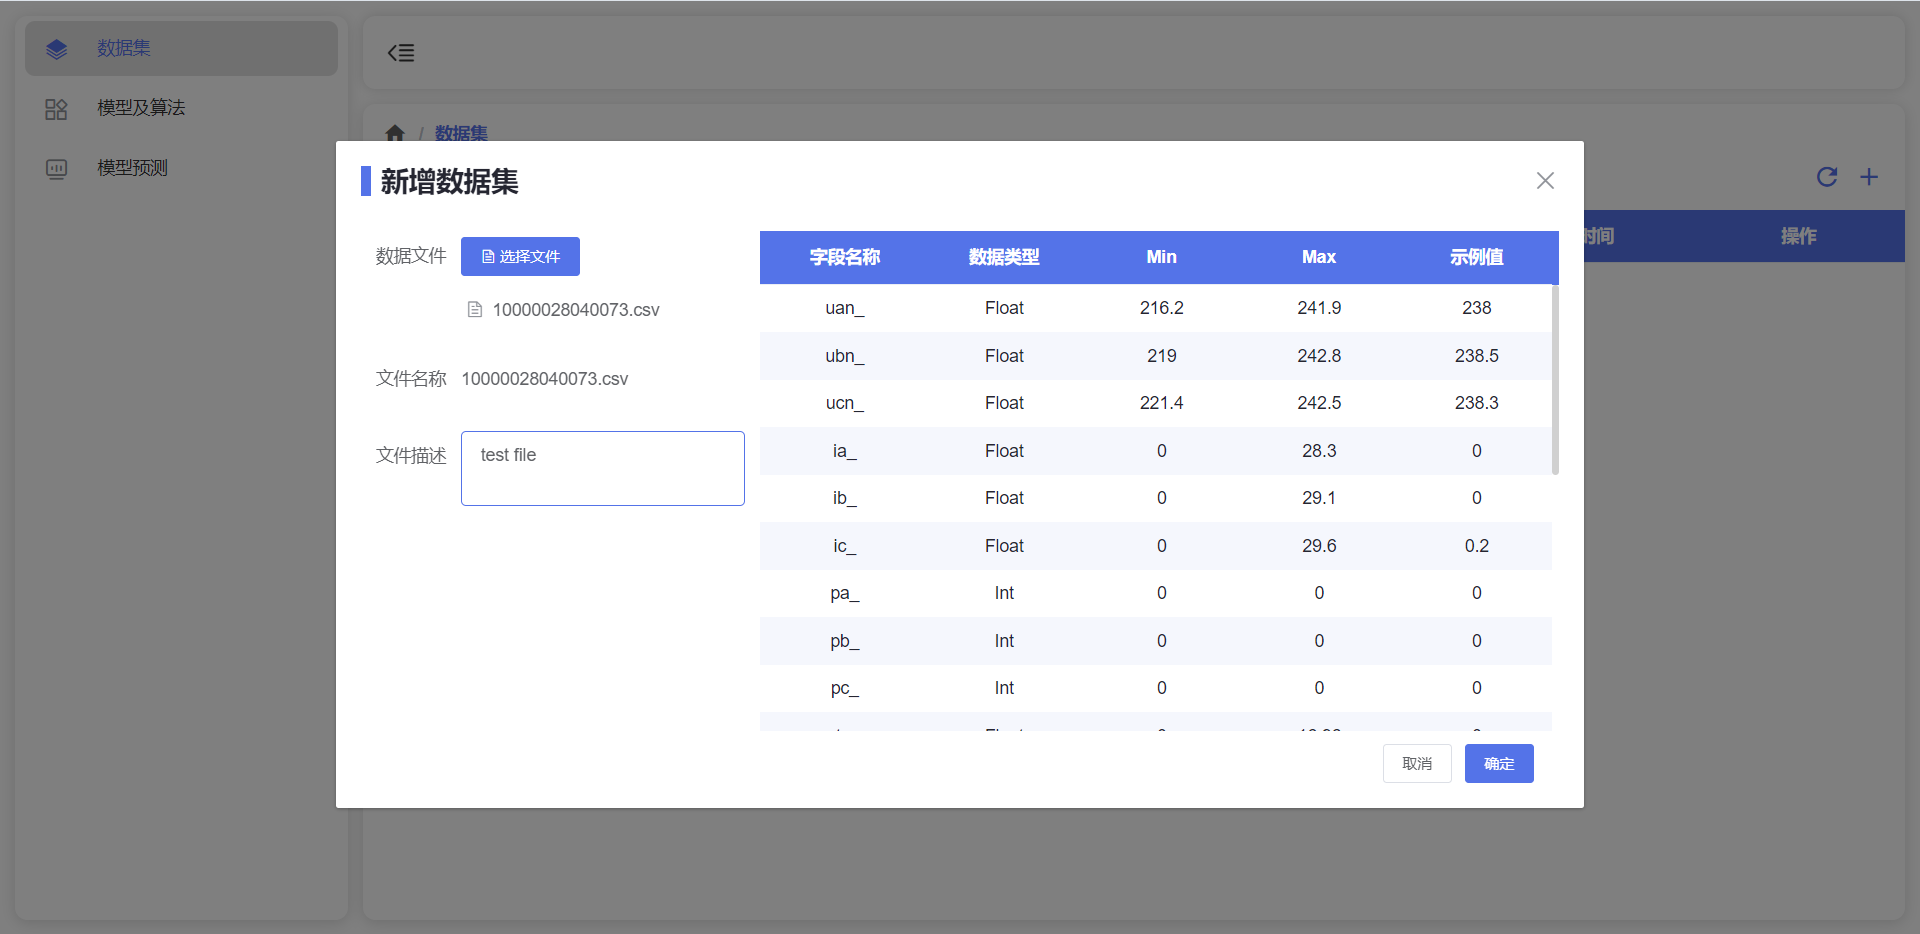 数据集
模型及算法
模型预测
/ 数据集
时间 操作
新增数据集
数据文件 选择文件
10000028040073.csv
文件名称 10000028040073.csv
文件描述 test file
字段名称 数据类型 Min Max 示例值
uan_ Float 216.2 241.9 238
ubn_ Float 219 242.8 238.5
ucn_ Float 221.4 242.5 238.3
ia_ Float 0 28.3 0
ib_ Float 0 29.1 0
ic_ Float 0 29.6 0.2
pa_ Int 0 0 0
pb_ Int 0 0 0
pc_ Int 0 0 0
取消 确定